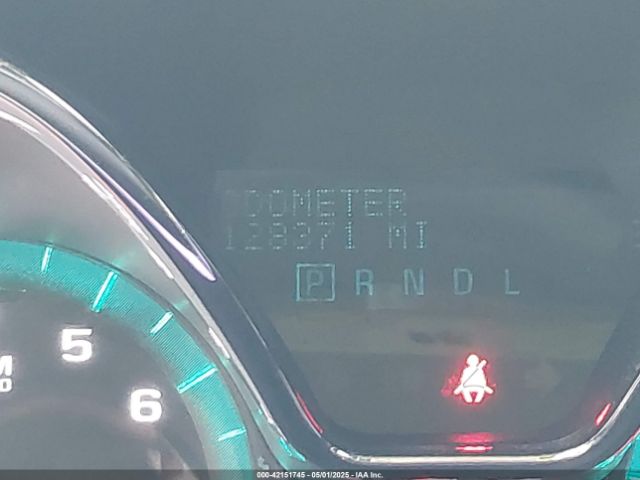 ODOMETER
128371 MI
P R N D L
5
6
000-42151745 - 05/01/2025 - IAA Inc.